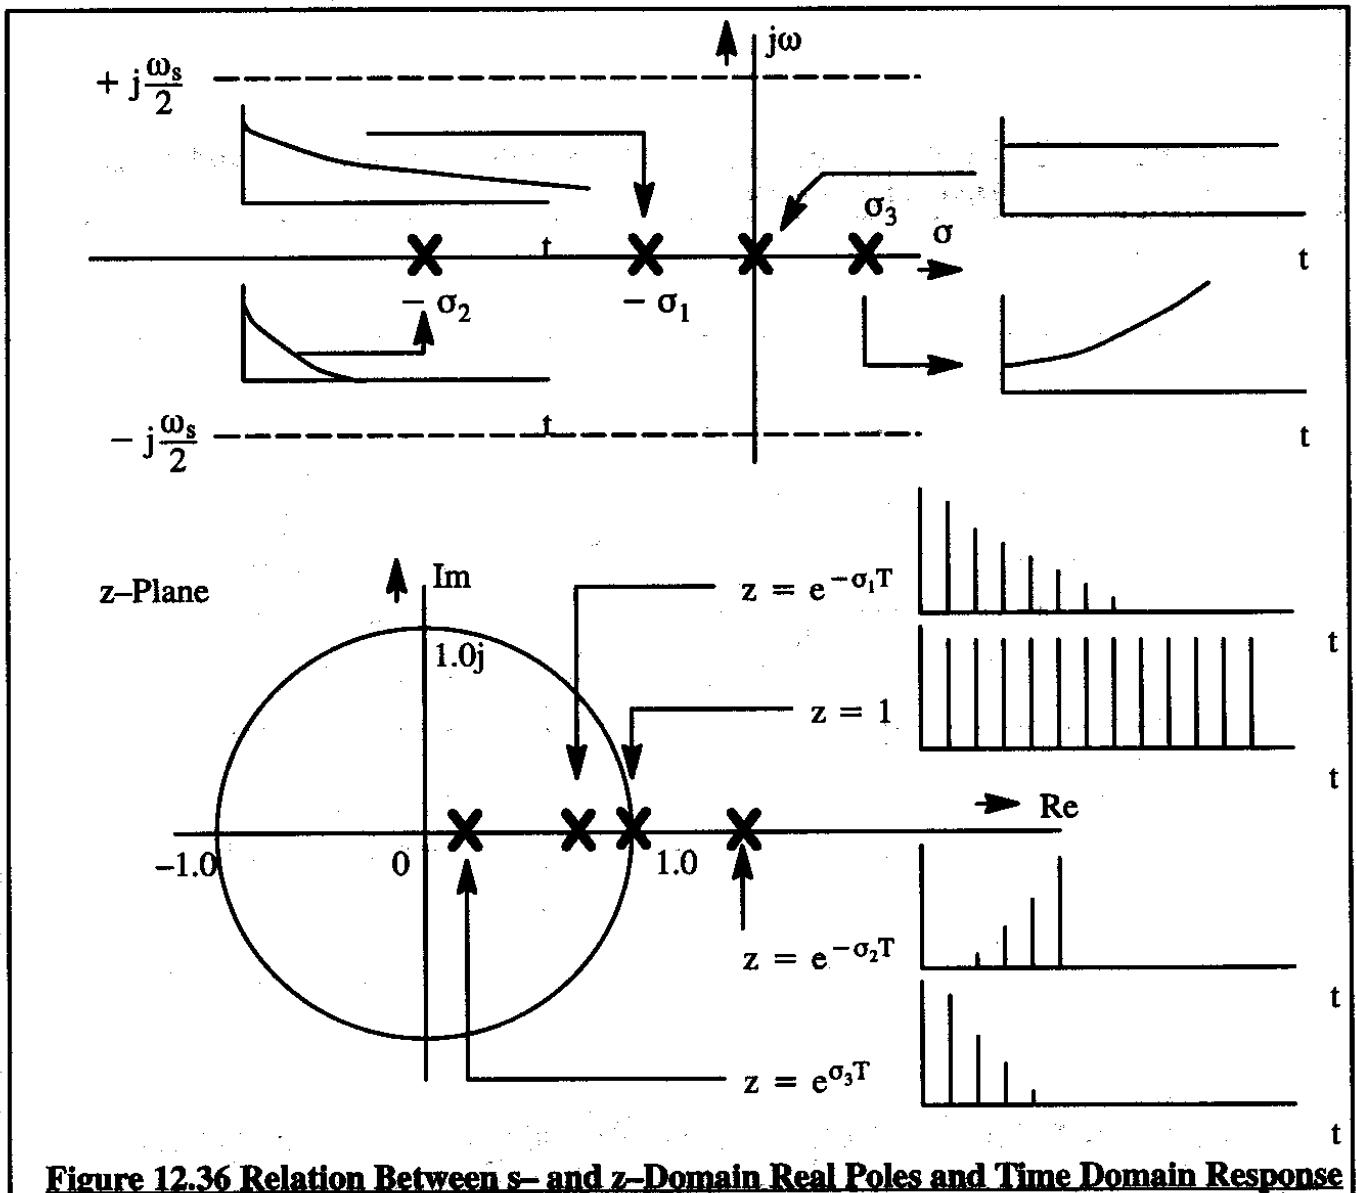 jω
+ j ωs/2
σ3
σ
t
t
− σ2
− σ1
− j ωs/2
t
t
z–Plane
Im
z = e^−σ1T
1.0j
t
z = 1
t
Re
−1.0
0
1.0
z = e^−σ2T
t
z = e^σ3T
t
Figure 12.36 Relation Between s– and z–Domain Real Poles and Time Domain Response